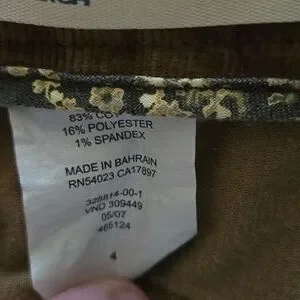 83%
16% POLYESTER
1% SPANDEX
MADE IN BAHRAIN
RN54023 CA17897
328814-00-1
VND 309449
05/07
465124
4